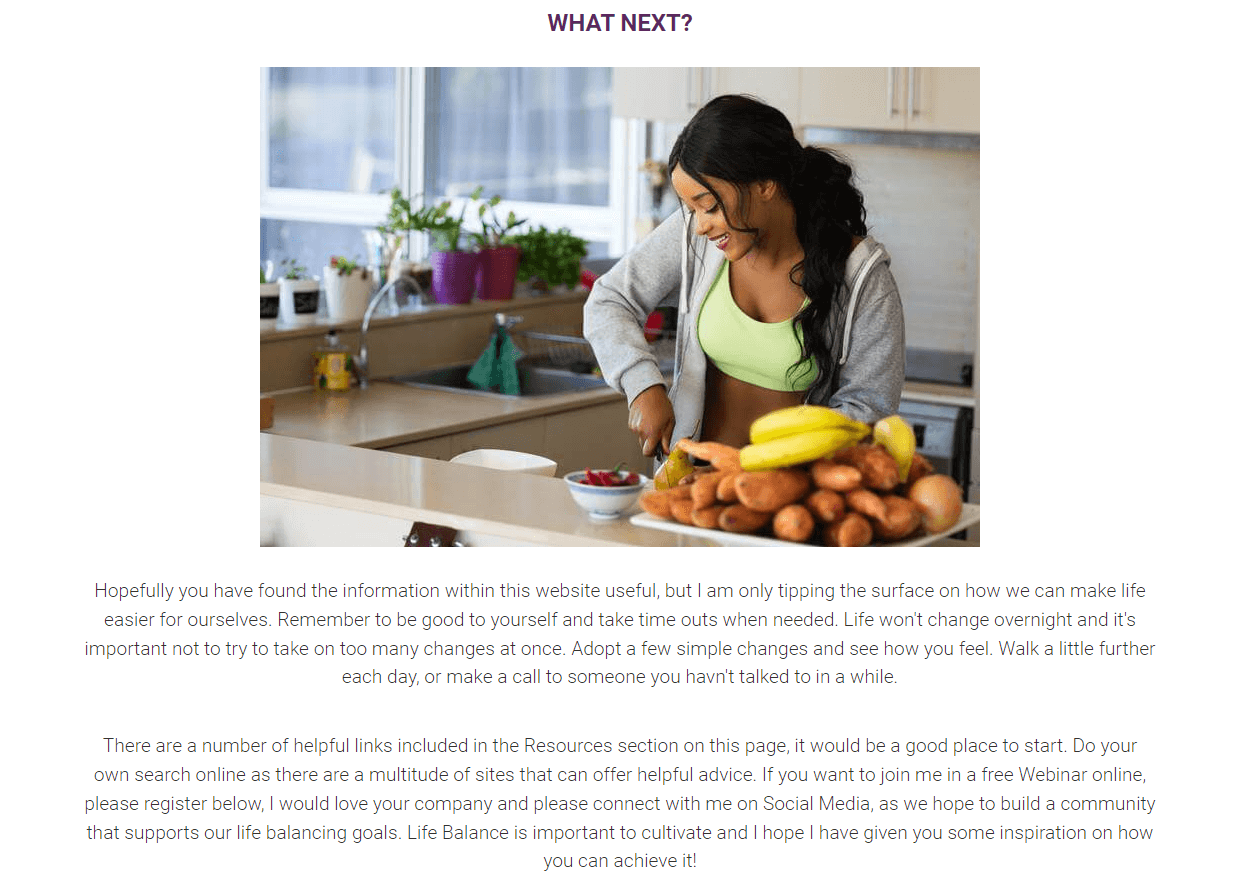 WHAT NEXT?
Hopefully you have found the information within this website useful, but I am only tipping the surface on how we can make life
easier for ourselves. Remember to be good to yourself and take time outs when needed. Life won't change overnight and it's
important not to try to take on too many changes at once. Adopt a few simple changes and see how you feel. Walk a little further
each day, or make a call to someone you havn't talked to in a while.
There are a number of helpful links included in the Resources section on this page, it would be a good place to start. Do your
own search online as there are a multitude of sites that can offer helpful advice. If you want to join me in a free Webinar online,
please register below, I would love your company and please connect with me on Social Media, as we hope to build a community
that supports our life balancing goals. Life Balance is important to cultivate and I hope I have given you some inspiration on how
you can achieve it!